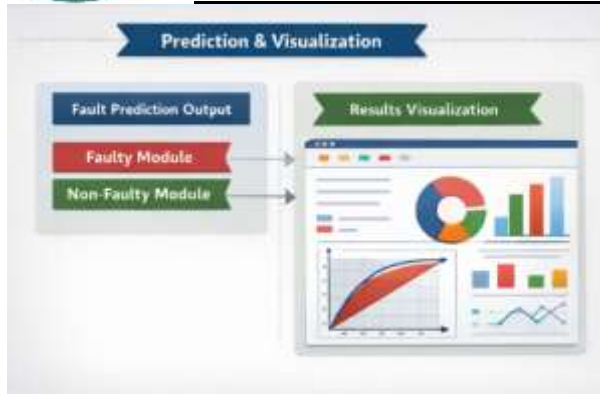 Prediction & Visualization
Fault Prediction Output
Results Visualization
Faulty Module
Non-Faulty Module